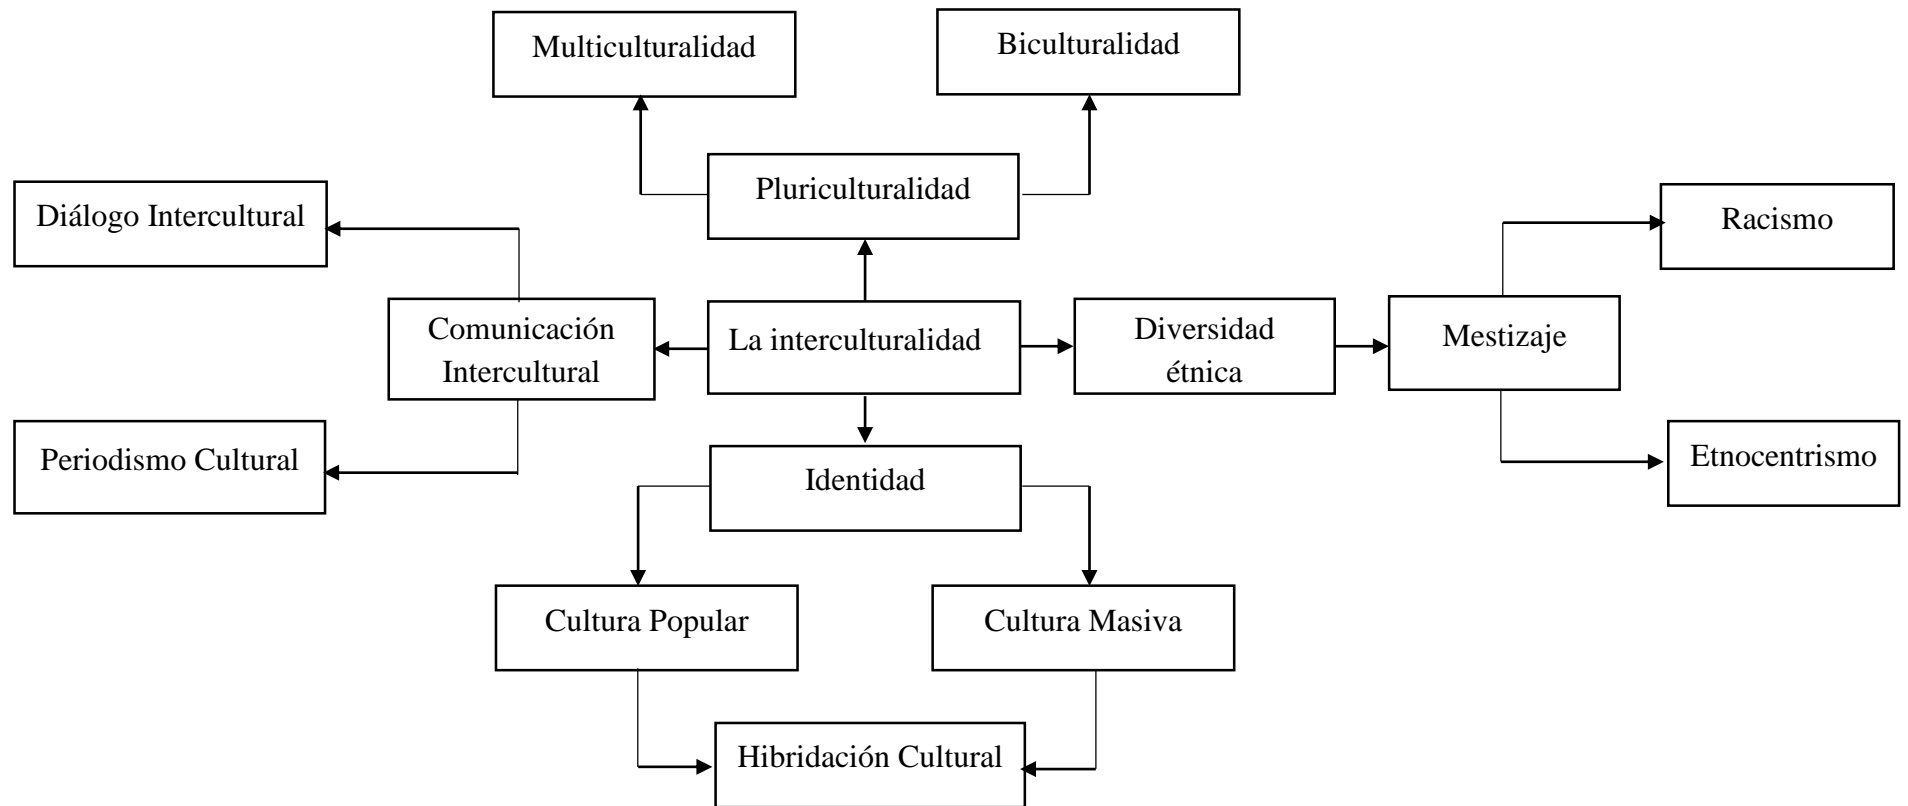 Multiculturalidad
Biculturalidad
Pluriculturalidad
Diálogo Intercultural
Racismo
Comunicación
Intercultural
La interculturalidad
Diversidad
étnica
Mestizaje
Periodismo Cultural
Identidad
Etnocentrismo
Cultura Popular
Cultura Masiva
Hibridación Cultural